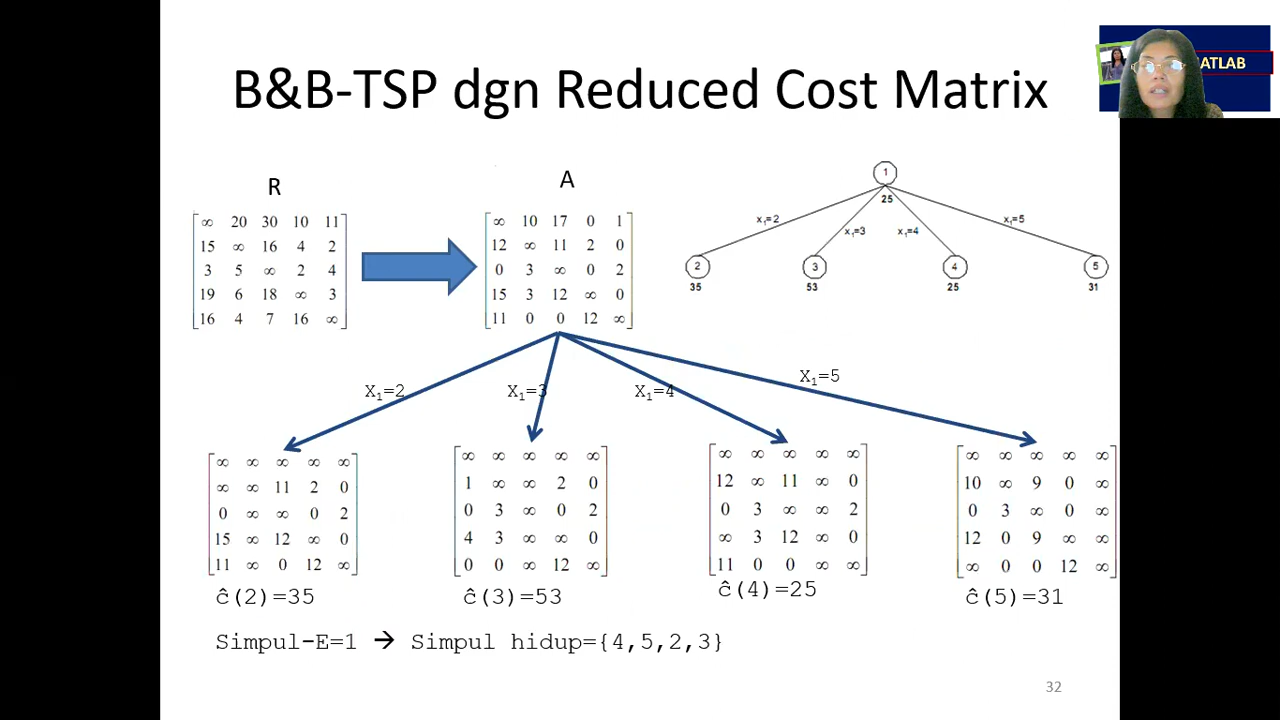 B&B-TSP dgn Reduced Cost Matrix
ATLAB
R
∞ 20 30 10 11
15 ∞ 16 4 2
3 5 ∞ 2 4
19 6 18 ∞ 3
16 4 7 16 ∞
A
∞ 10 17 0 1
12 ∞ 11 2 0
0 3 ∞ 0 2
15 3 12 ∞ 0
11 0 0 12 ∞
1
25
x₁=2
x₁=3
x₁=4
x₁=5
2
3
4
5
35
53
25
31
X₁=2
X₁=3
X₁=4
X₁=5
∞ ∞ ∞ ∞ ∞
∞ ∞ 11 2 0
0 ∞ ∞ 0 2
15 ∞ 12 ∞ 0
11 ∞ 0 12 ∞
ĉ(2)=35
∞ ∞ ∞ ∞ ∞
1 ∞ ∞ 2 0
0 3 ∞ 0 2
4 3 ∞ ∞ 0
0 0 ∞ 12 ∞
ĉ(3)=53
∞ ∞ ∞ ∞ ∞
12 ∞ 11 ∞ 0
0 3 ∞ ∞ 2
∞ 3 12 ∞ 0
11 0 0 ∞ ∞
ĉ(4)=25
∞ ∞ ∞ ∞ ∞
10 ∞ 9 0 ∞
0 3 ∞ 0 ∞
12 0 9 ∞ ∞
∞ 0 0 12 ∞
ĉ(5)=31
Simpul-E=1 → Simpul hidup={4,5,2,3}
32